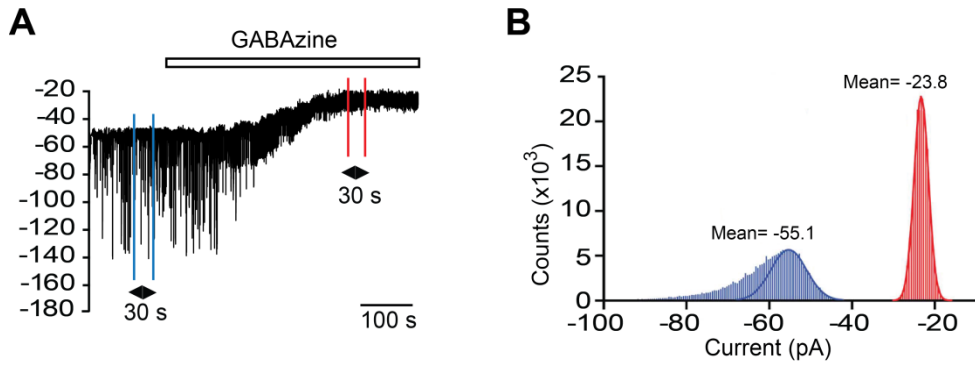 A
GABAzine
-20
-40
-60
-80
-100
-120
-140
-160
-180
30 s
30 s
100 s
B
25
20
15
10
5
0
Counts (x10³)
Mean= -23.8
Mean= -55.1
-100
-80
-60
-40
-20
Current (pA)